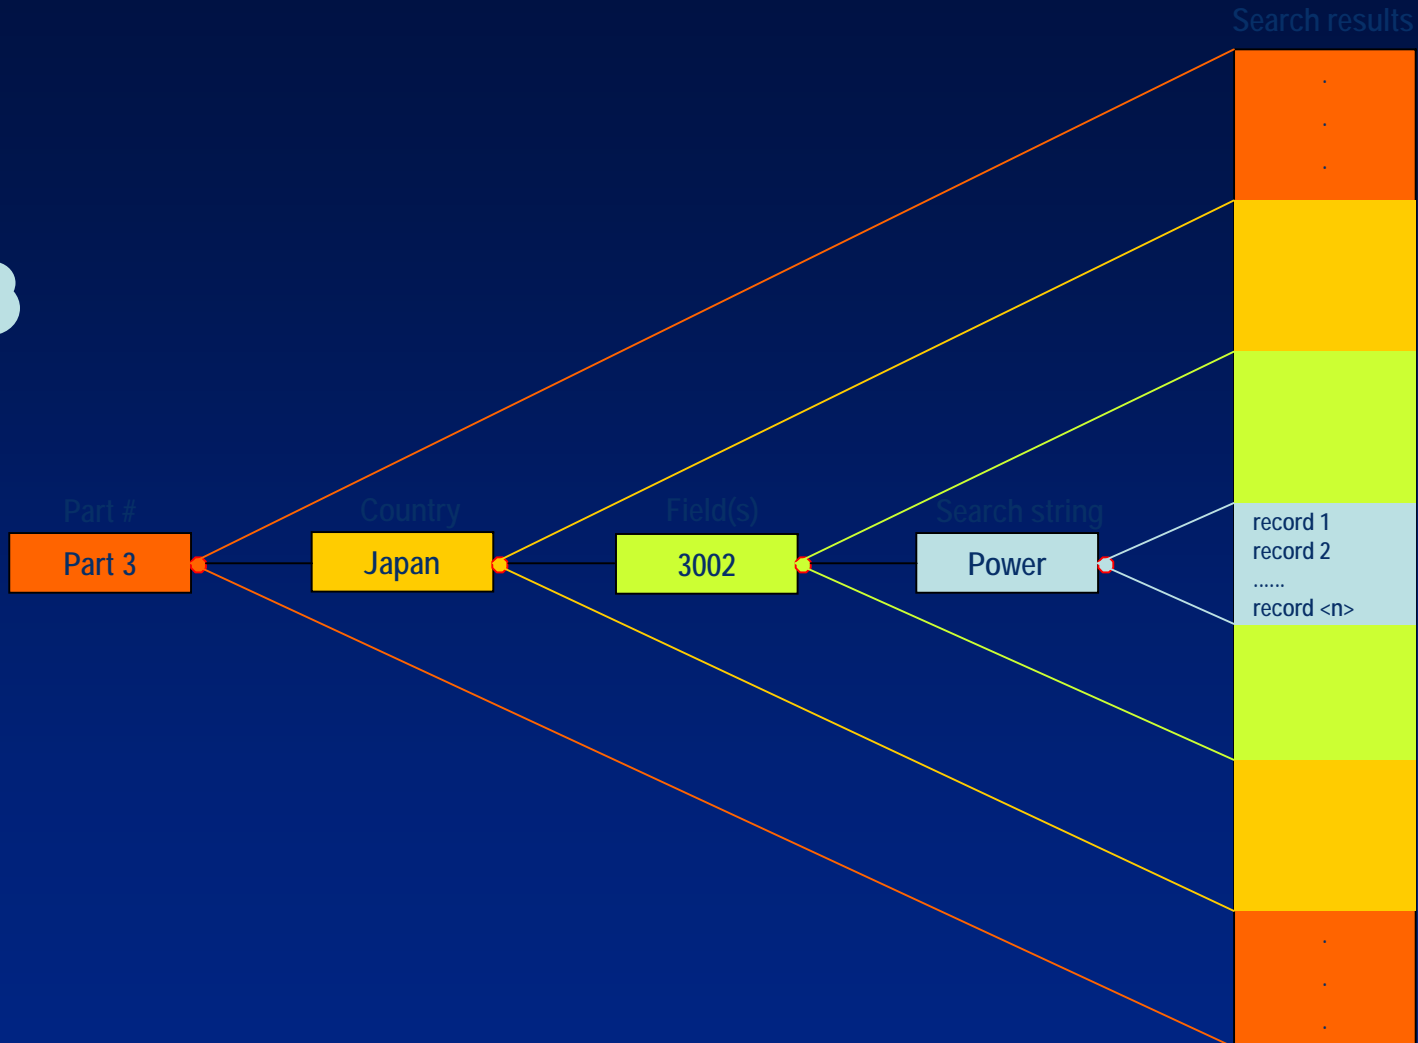 Search results
.
.
.
Part #
Country
Field(s)
Search string
Part 3
Japan
3002
Power
record 1
record 2
......
record <n>
.
.
.